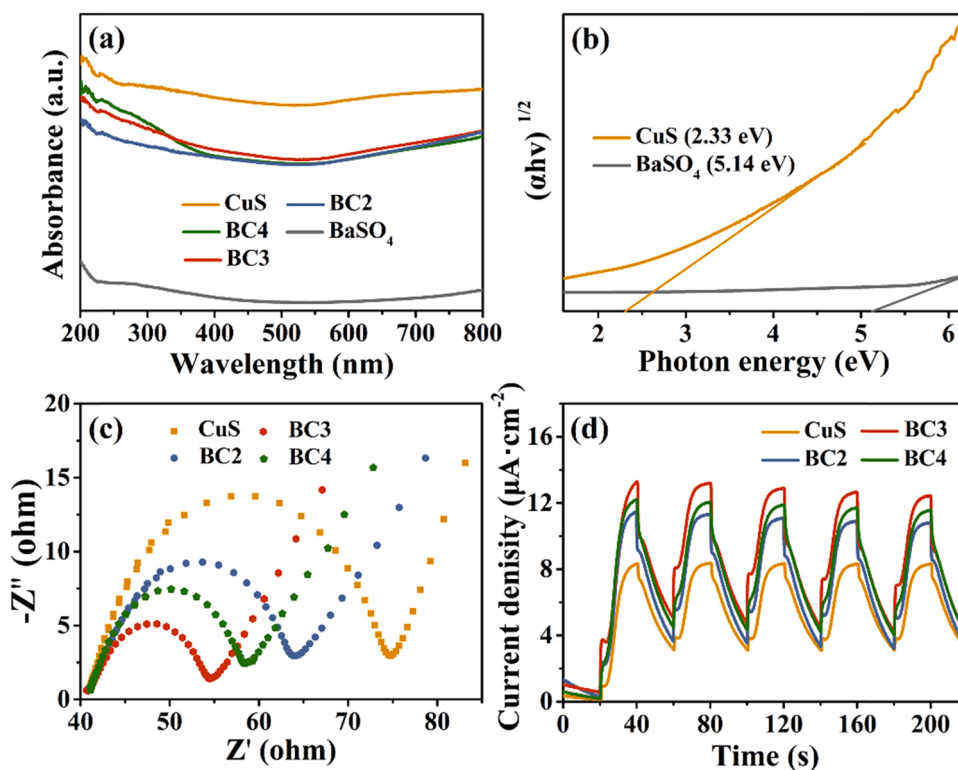 (a)
Absorbance (a.u.)
CuS
BC2
BC4
BaSO₄
BC3
200 300 400 500 600 700 800
Wavelength (nm)
(b)
(αhν) 1/2
CuS (2.33 eV)
BaSO₄ (5.14 eV)
2 3 4 5 6
Photon energy (eV)
(c)
-Z'' (ohm)
20
15
10
5
0
CuS
BC3
BC2
BC4
40 50 60 70 80
Z' (ohm)
(d)
Current denisity (μA·cm⁻²)
16
12
8
4
0
CuS
BC3
BC2
BC4
0 40 80 120 160 200
Time (s)